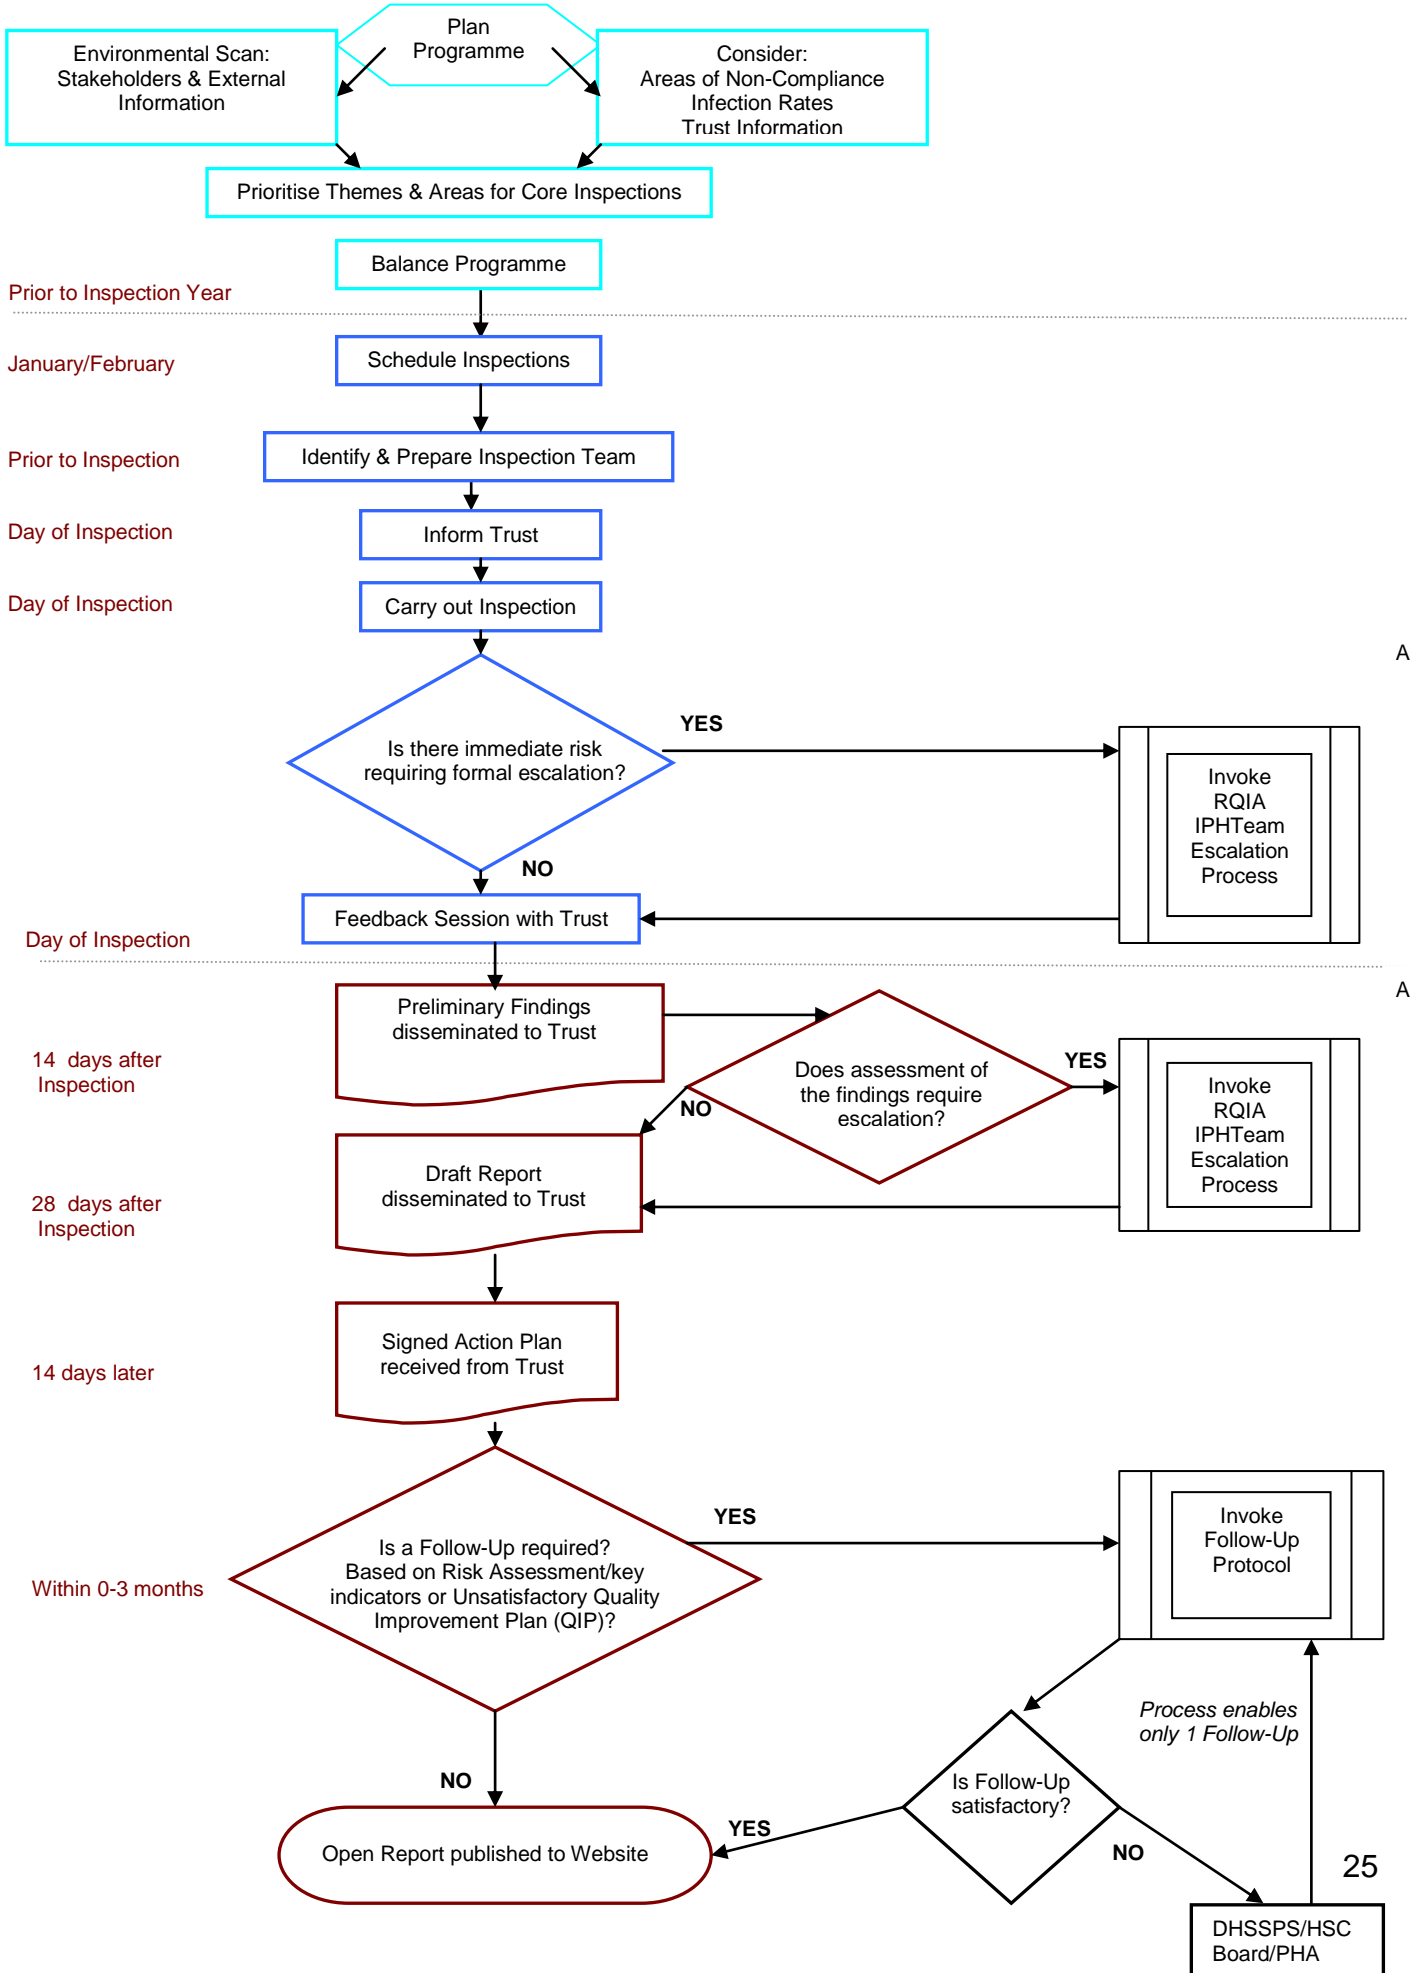 Plan
Programme
Environmental Scan:
Stakeholders & External
Information
Consider:
Areas of Non-Compliance
Infection Rates
Trust Information
Prioritise Themes & Areas for Core Inspections
Balance Programme
Prior to Inspection Year
January/February
Schedule Inspections
Prior to Inspection
Identify & Prepare Inspection Team
Day of Inspection
Inform Trust
Day of Inspection
Carry out Inspection
A
Is there immediate risk
requiring formal escalation?
YES
Invoke
RQIA
IPHTeam
Escalation
Process
NO
Feedback Session with Trust
Day of Inspection
A
Preliminary Findings
disseminated to Trust
14  days after
Inspection
Does assessment of
the findings require
escalation?
YES
Invoke
RQIA
IPHTeam
Escalation
Process
NO
Draft Report
disseminated to Trust
28  days after
Inspection
Signed Action Plan
received from Trust
14 days later
Is a Follow-Up required?
Based on Risk Assessment/key
indicators or Unsatisfactory Quality
Improvement Plan (QIP)?
Within 0-3 months
YES
Invoke
Follow-Up
Protocol
Process enables
only 1 Follow-Up
NO
Is Follow-Up
satisfactory?
YES
NO
Open Report published to Website
25
DHSSPS/HSC
Board/PHA